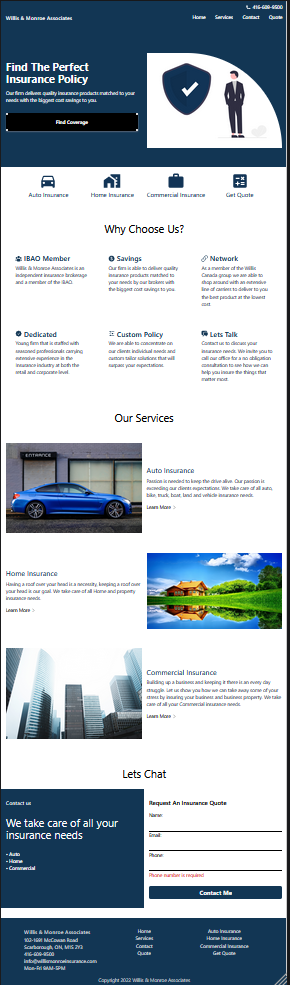 416-609-9500
Willis & Monroe Associates
Home Services Contact Quote
Find The Perfect
Insurance Policy
Our firm delivers quality insurance products matched to your
needs with the biggest cost savings to you.
Find Coverage
Auto Insurance Home Insurance Commercial Insurance Get Quote
Why Choose Us?
IBAO Member
Willis & Monroe Associates is an
independent insurance brokerage
and a member of the IBAO.
Savings
Our firm is able to deliver quality
insurance products matched to
your needs by our brokers with
the biggest cost savings to you.
Network
As a member of the Willis
Canada group we are able to
shop around with an extensive
line of carriers to deliver to you
the best product at the lowest
cost
Dedicated
Young firm that is staffed with
seasoned professionals carrying
extensive experience in the
insurance industry at both the
retail and corporate level.
Custom Policy
We are able to concentrate on
our clients individual needs and
custom tailor solutions that will
surpass your expectations.
Lets Talk
Contact us to discuss your
insurance needs. We invite you to
call our office for a no obligation
consultation to see how we can
help you insure the things that
matter most
Our Services
ENTRANCE
Auto Insurance
Passion is needed to keep the drive alive. Our passion is
exceeding our clients expectations. We take care of all auto,
bike, truck, boat, land and vehicle insurance needs.
Learn More >
Home Insurance
Having a roof over your head is a necessity, keeping a roof over
your head is our goal. We take care of all Home and property
insurance needs.
Learn More >
Commercial Insurance
Building up a business and keeping it there is an every day
struggle. Let us show you how we can take away some of your
stress by insuring your business and business property. We take
care of all your Commercial insurance needs.
Learn More >
Lets Chat
Contact us
We take care of all your
insurance needs
• Auto
• Home
• Commercial
Request An Insurance Quote
Name:
Email:
Phone:
Phone number is required
Contact Me
Willis & Monroe Associates
102-1691 McCowan Road
Scarborough, ON, M1S 2Y3
416-609-9500
info@willismonroeinsurance.com
Mon-Fri 9AM-5PM
Home
Services
Contact
Quote
Auto Insurance
Home Insurance
Commercial Insurance
Get Quote
Copyright 2022 Willis & Monroe Associates